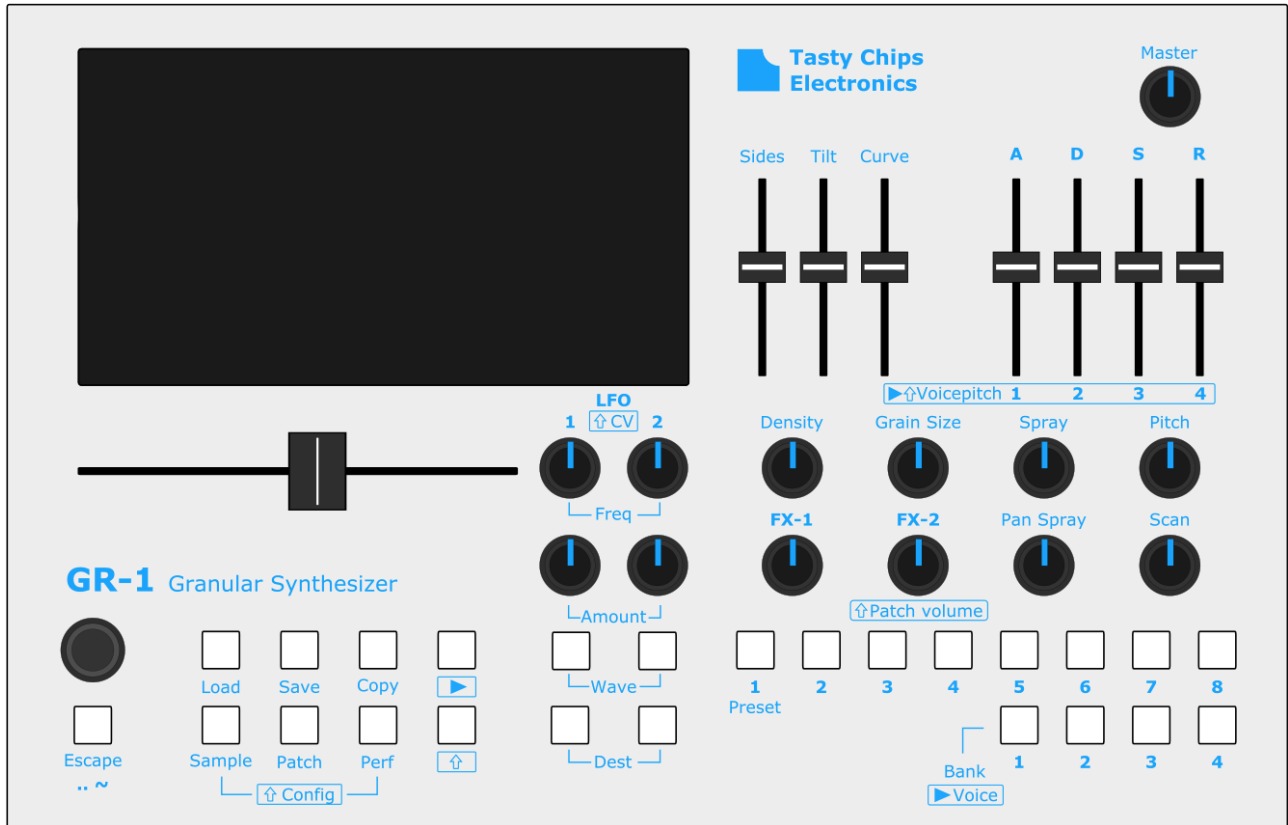 Tasty Chips
Electronics
Master
Sides Tilt Curve
A D S R
▶⇧Voicepitch 1 2 3 4
LFO
1 ⇧CV 2
Density Grain Size Spray Pitch
Freq
FX-1 FX-2 Pan Spray Scan
GR-1 Granular Synthesizer
Amount
⇧Patch volume
Load Save Copy ▶
Wave
1 2 3 4 5 6 7 8
Preset
Escape
.. ~
Sample Patch Perf ⇧
⇧ Config
Dest
Bank 1 2 3 4
▶Voice